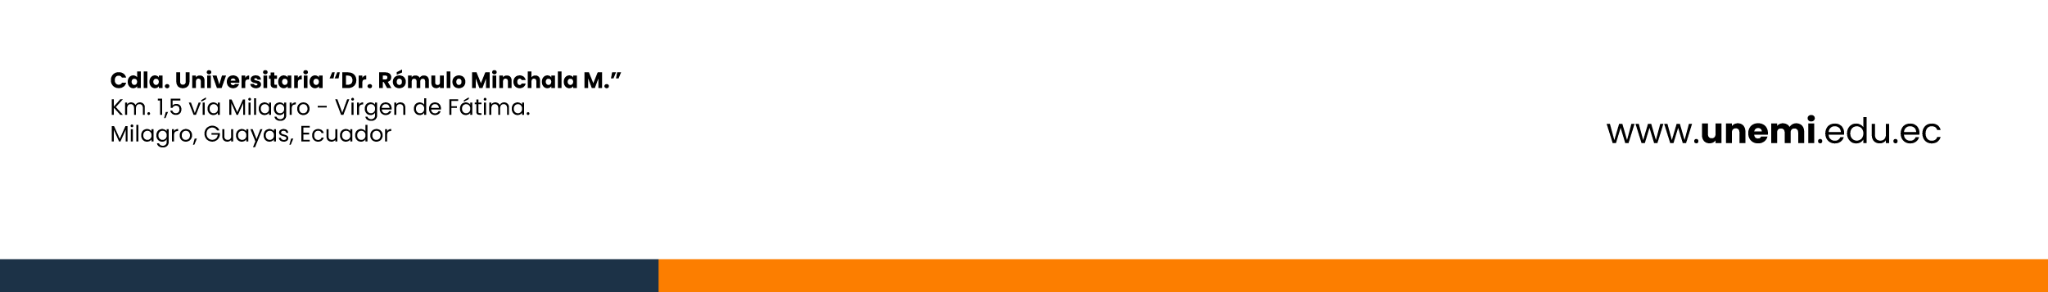 Cdla. Universitaria “Dr. Rómulo Minchala M.”
Km. 1,5 vía Milagro - Virgen de Fátima.
Milagro, Guayas, Ecuador
www.unemi.edu.ec